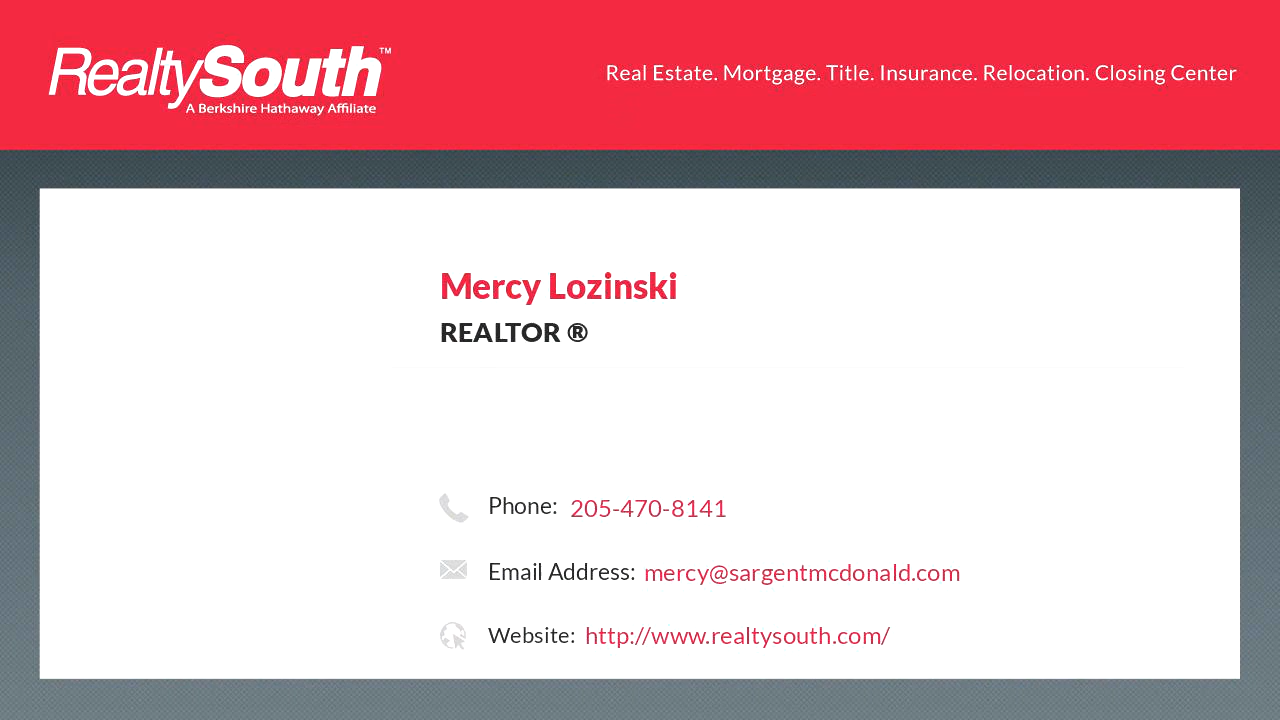 RealtySouth™
A Berkshire Hathaway Affiliate
Real Estate. Mortgage. Title. Insurance. Relocation. Closing Center
Mercy Lozinski
REALTOR ®
Phone: 205-470-8141
Email Address: mercy@sargentmcdonald.com
Website: http://www.realtysouth.com/